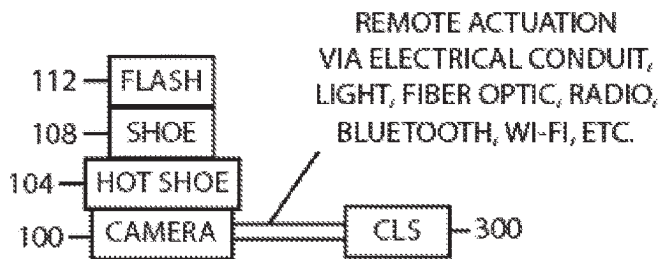 REMOTE ACTUATION
VIA ELECTRICAL CONDUIT,
LIGHT, FIBER OPTIC, RADIO,
BLUETOOTH, WI-FI, ETC.
112 FLASH
108 SHOE
104 HOT SHOE
100 CAMERA
CLS 300